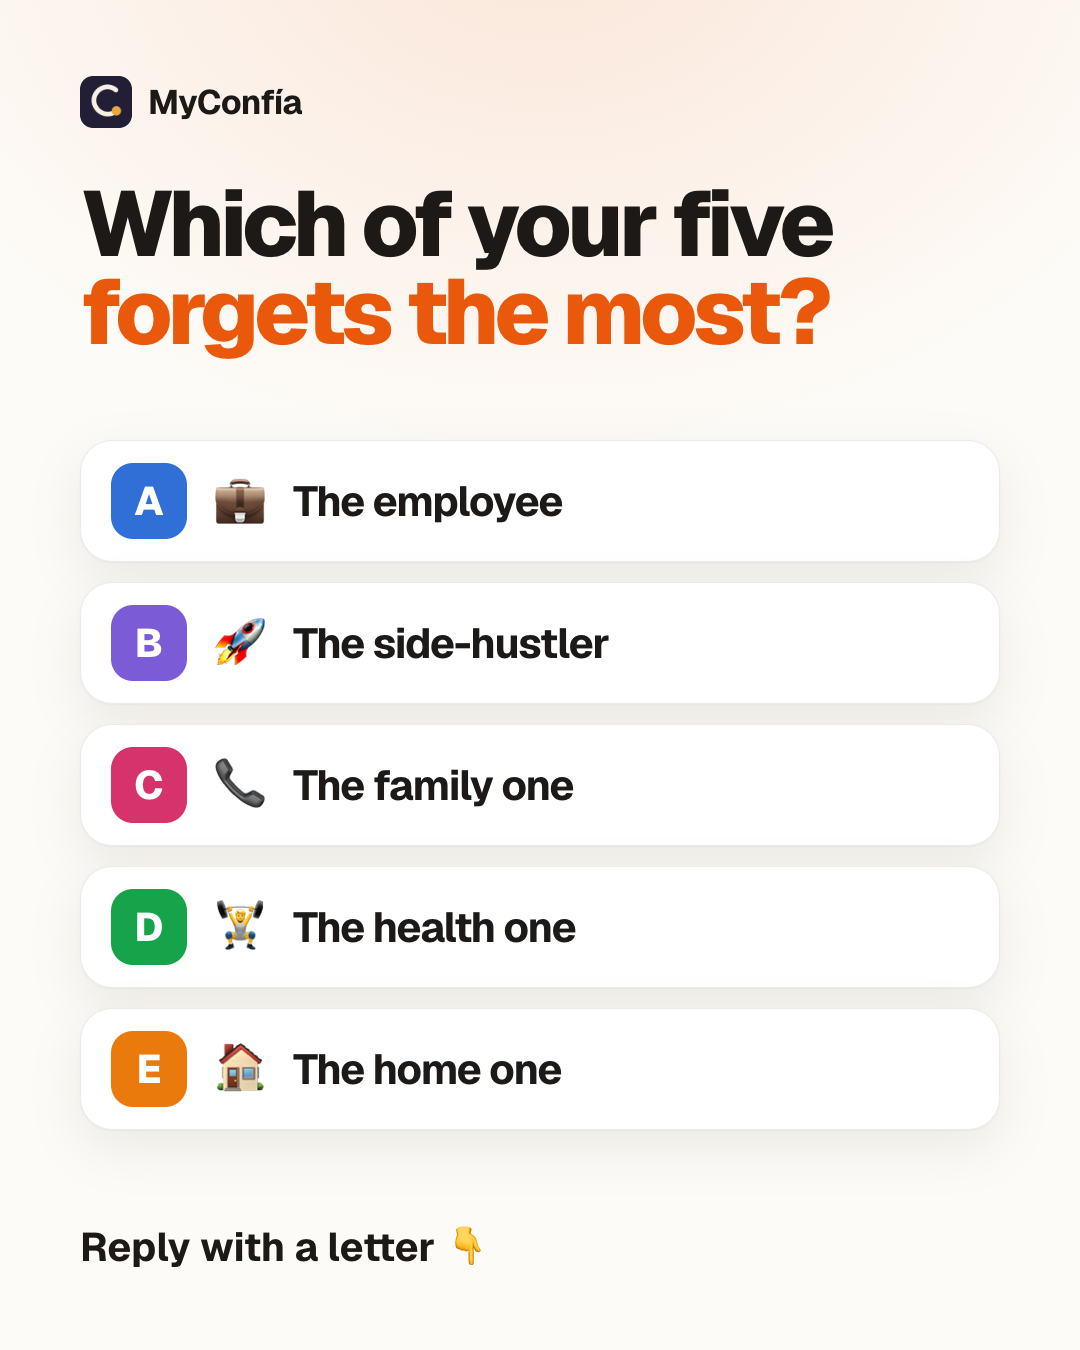 MyConfía
Which of your five
forgets the most?
A 💼 The employee
B 🚀 The side-hustler
C 📞 The family one
D 🏋️ The health one
E 🏠 The home one
Reply with a letter 👇